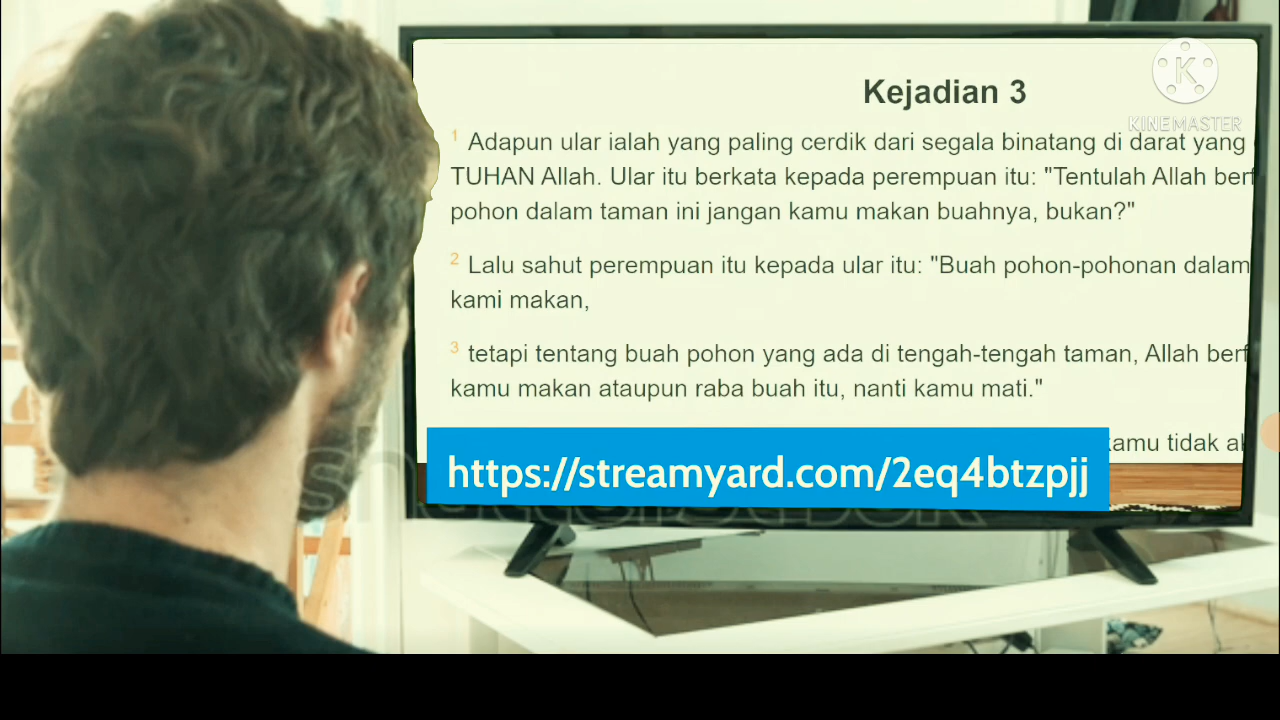 Kejadian 3
KINEMASTER
1 Adapun ular ialah yang paling cerdik dari segala binatang di darat yang
TUHAN Allah. Ular itu berkata kepada perempuan itu: "Tentulah Allah
pohon dalam taman ini jangan kamu makan buahnya, bukan?"
2 Lalu sahut perempuan itu kepada ular itu: "Buah pohon-pohonan dalam
kami makan,
3 tetapi tentang buah pohon yang ada di tengah-tengah taman, Allah
kamu makan ataupun raba buah itu, nanti kamu mati."
kamu tidak
https://streamyard.com/2eq4btzpjj